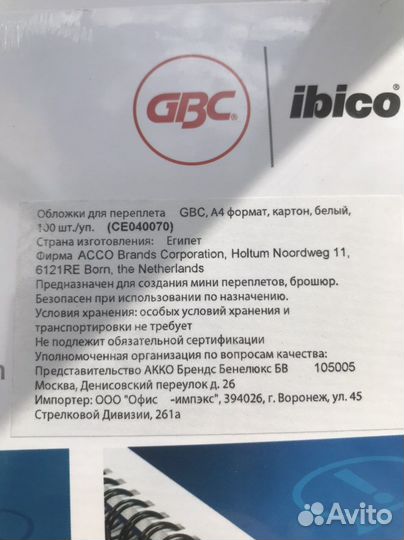 GBC
ibico
Обложки для переплета GBC, А4 формат, картон, белый,
100 шт./уп. (CE040070)
Страна изготовления: Египет
Фирма ACCO Brands Corporation, Holtum Noordweg 11,
6121RE Born, the Netherlands
Предназначен для создания мини переплетов, брошюр.
Безопасен при использовании по назначению.
Условия хранения: особых условий хранения и
транспортировки не требует
Не подлежит обязательной сертификации
Уполномоченная организация по вопросам качества:
Представительство АККО Брендс Бенелюкс БВ 105005
Москва, Денисовский переулок д. 26
Импортер: ООО "Офис -импэкс", 394026, г. Воронеж, ул. 45
Стрелковой Дивизии, 261а
Avito